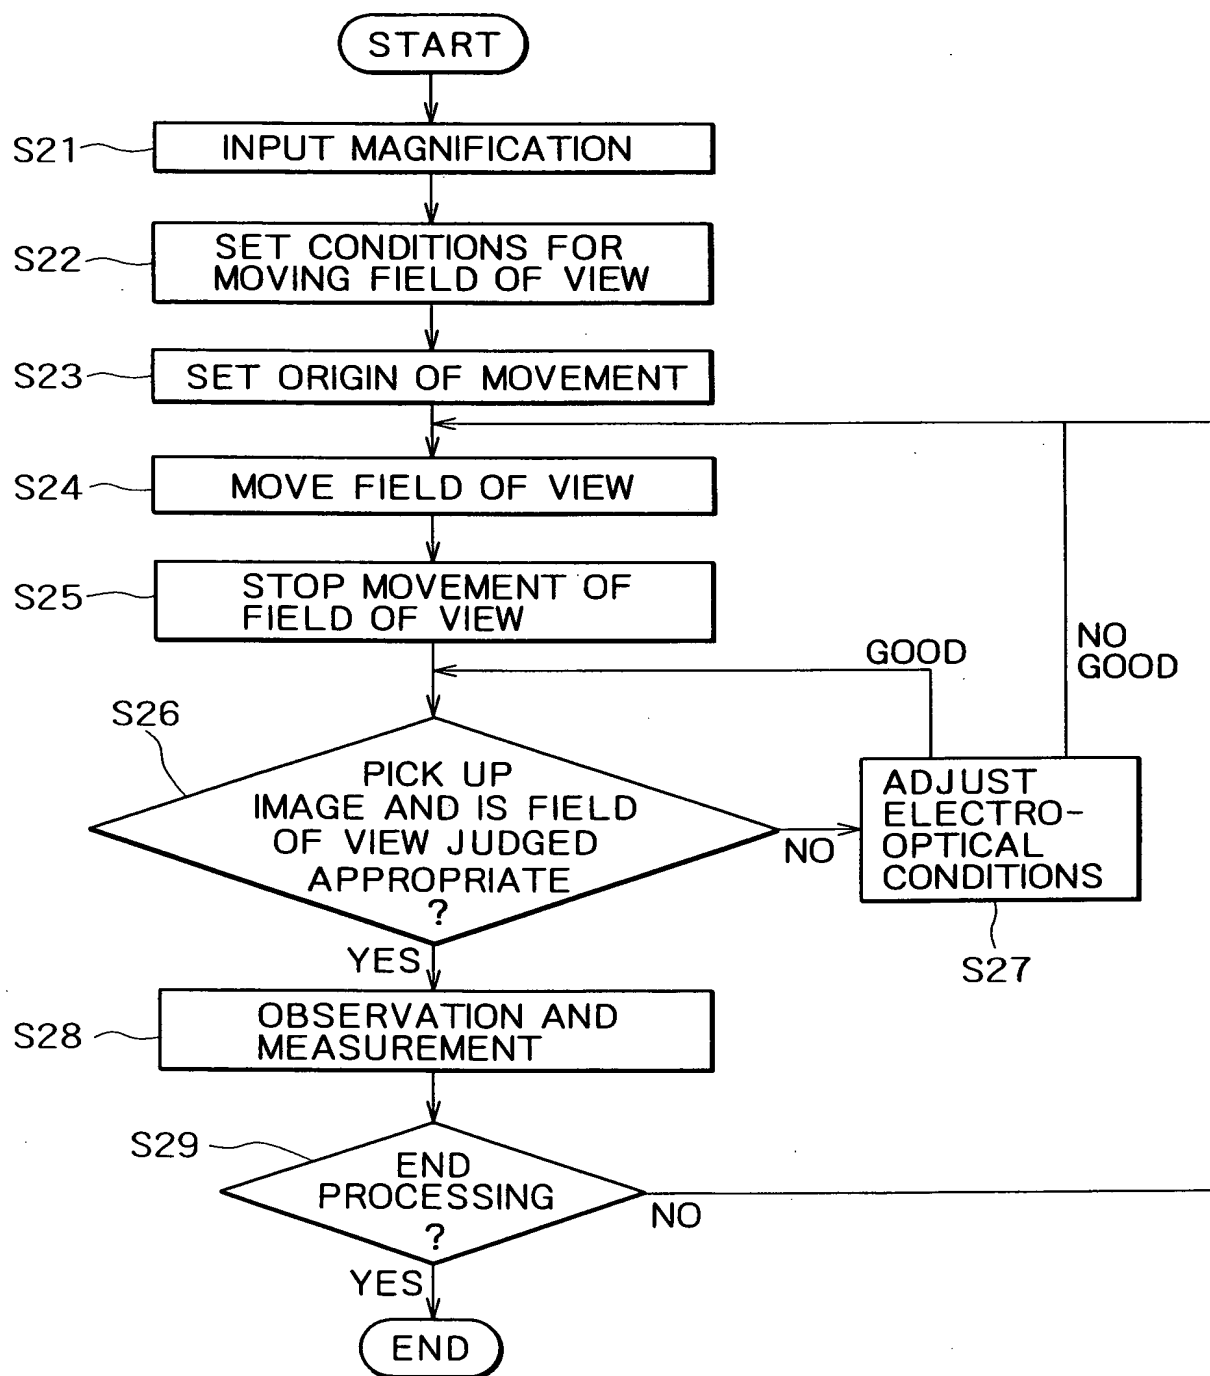 START
S21
INPUT MAGNIFICATION
S22
SET CONDITIONS FOR
MOVING FIELD OF VIEW
S23
SET ORIGIN OF MOVEMENT
S24
MOVE FIELD OF VIEW
S25
STOP MOVEMENT OF
FIELD OF VIEW
GOOD
NO
GOOD
S26
PICK UP
IMAGE AND IS FIELD
OF VIEW JUDGED
APPROPRIATE
?
NO
ADJUST
ELECTRO-
OPTICAL
CONDITIONS
S27
YES
S28
OBSERVATION AND
MEASUREMENT
S29
END
PROCESSING
?
NO
YES
END